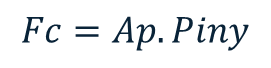 Fc = Ap. Piny